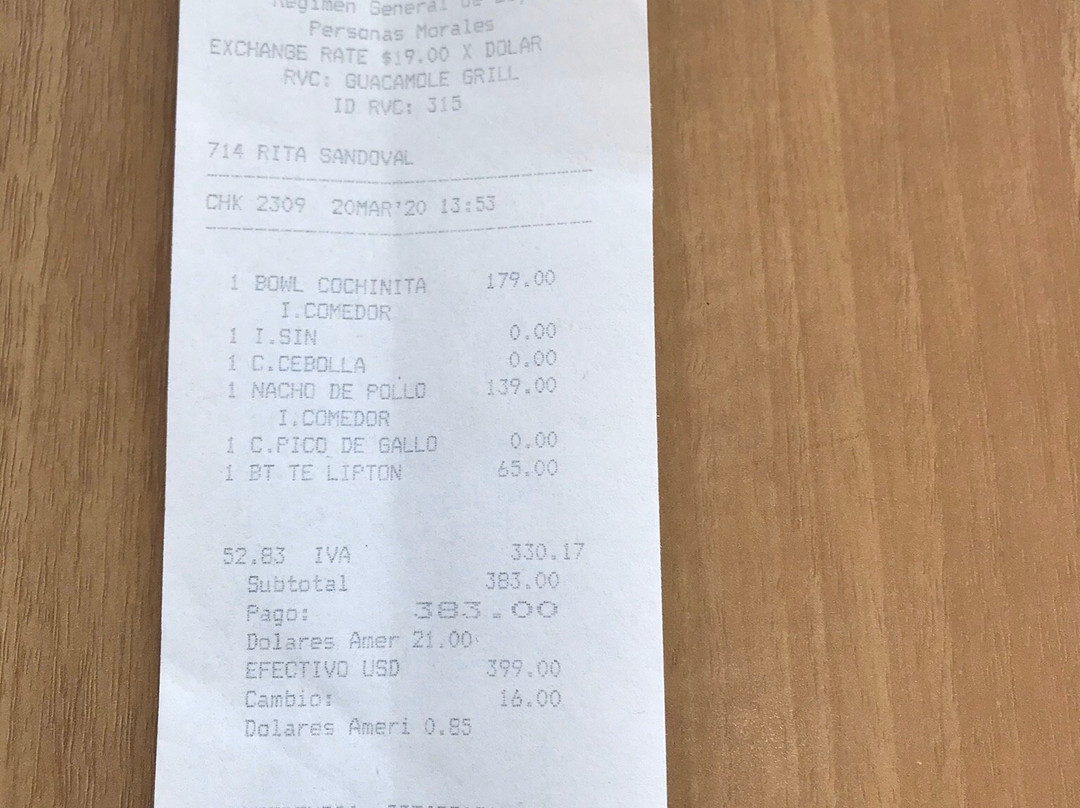 Regimen General de
Personas Morales
EXCHANGE RATE $19.00 X DOLAR
RVC: GUACAMOLE GRILL
ID RVC: 315
714 RITA SANDOVAL
CHK 2309 20MAR'20 13:53
1 BOWL COCHINITA 179.00
I.COMEDOR
1 I.SIN 0.00
1 C.CEBOLLA 0.00
1 NACHO DE POLLO 139.00
I.COMEDOR
1 C.PICO DE GALLO 0.00
1 BT TE LIPTON 65.00
52.83 IVA 330.17
Subtotal 383.00
Pago: 383.00
Dolares Amer 21.00
EFECTIVO USD 399.00
Cambio: 16.00
Dolares Ameri 0.85